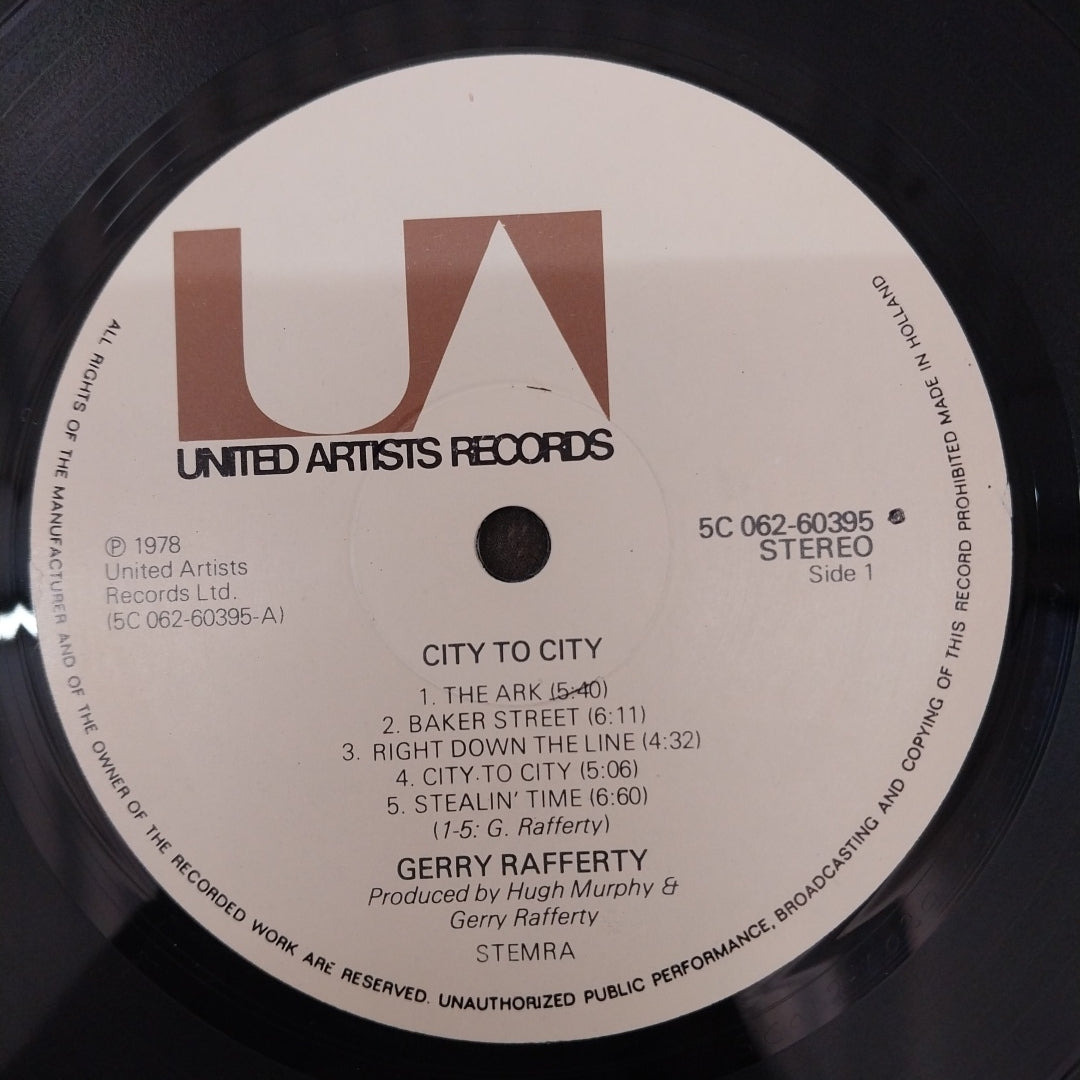 UA
UNITED ARTISTS RECORDS
℗ 1978
United Artists
Records Ltd.
(5C 062-60395-A)
5C 062-60395
STEREO
Side 1
CITY TO CITY
1. THE ARK (5:40)
2. BAKER STREET (6:11)
3. RIGHT DOWN THE LINE (4:32)
4. CITY TO CITY (5:06)
5. STEALIN' TIME (6:60)
(1-5: G. Rafferty)
GERRY RAFFERTY
Produced by Hugh Murphy &
Gerry Rafferty
STEMRA
ALL RIGHTS OF THE MANUFACTURER AND OF THE OWNER OF THE RECORDED WORK ARE RESERVED. UNAUTHORIZED PUBLIC PERFORMANCE, BROADCASTING AND COPYING OF THIS RECORD PROHIBITED MADE IN HOLLAND